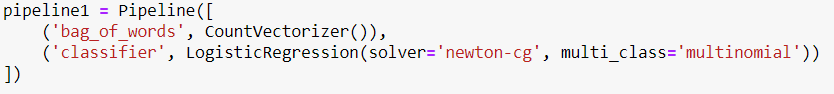 pipeline1 = Pipeline([
    ('bag_of_words', CountVectorizer()),
    ('classifier', LogisticRegression(solver='newton-cg', multi_class='multinomial'))
])